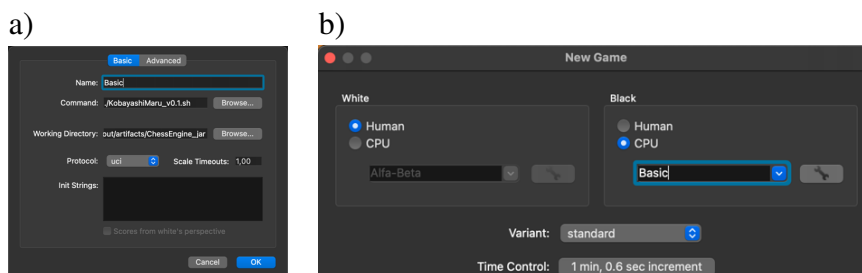 a)
Basic Advanced
Name: Basic
Command: ./KobayashiMaru_v0.1.sh Browse...
Working Directory: out/artifacts/ChessEngine_jar Browse...
Protocol: uci Scale Timeouts: 1,00
Init Strings:
Scores from white's perspective
Cancel OK
b)
New Game
White
Human
CPU
Alfa-Beta
Black
Human
CPU
Basic
Variant: standard
Time Control: 1 min, 0.6 sec increment